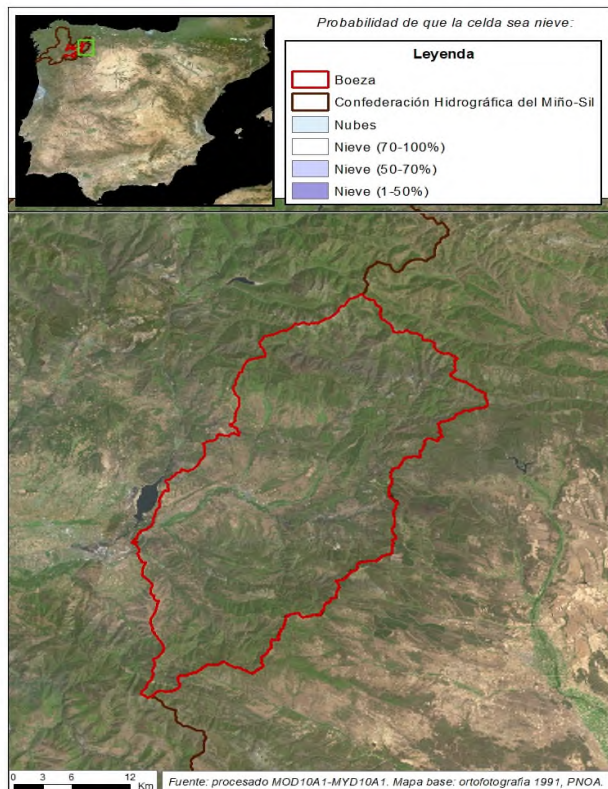 Probabilidad de que la celda sea nieve:
Leyenda
Boeza
Confederación Hidrográfica del Miño-Sil
Nubes
Nieve (70-100%)
Nieve (50-70%)
Nieve (1-50%)
0 3 6 12
Km
Fuente: procesado MOD10A1-MYD10A1. Mapa base: ortofotografía 1991, PNOA.